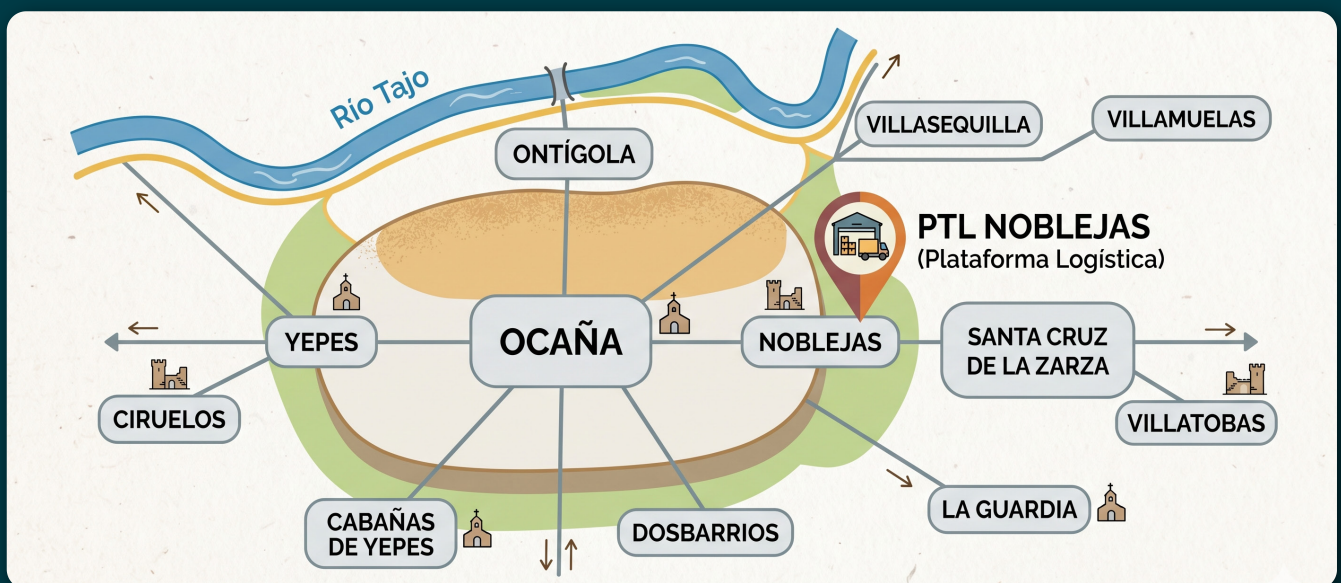 Río Tajo
ONTÍGOLA
VILLASEQUILLA
VILLAMUELAS
PTL NOBLEJAS
(Plataforma Logística)
YEPES
OCAÑA
NOBLEJAS
SANTA CRUZ
DE LA ZARZA
CIRUELOS
VILLATOBAS
CABAÑAS
DE YEPES
DOSBARRIOS
LA GUARDIA